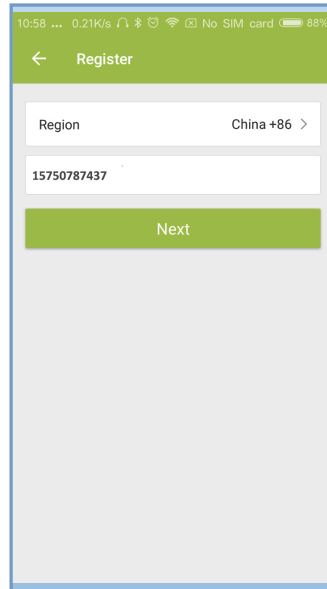 10:58 ... 0.21K/s No SIM card 88%
Register
Region China +86
15750787437
Next